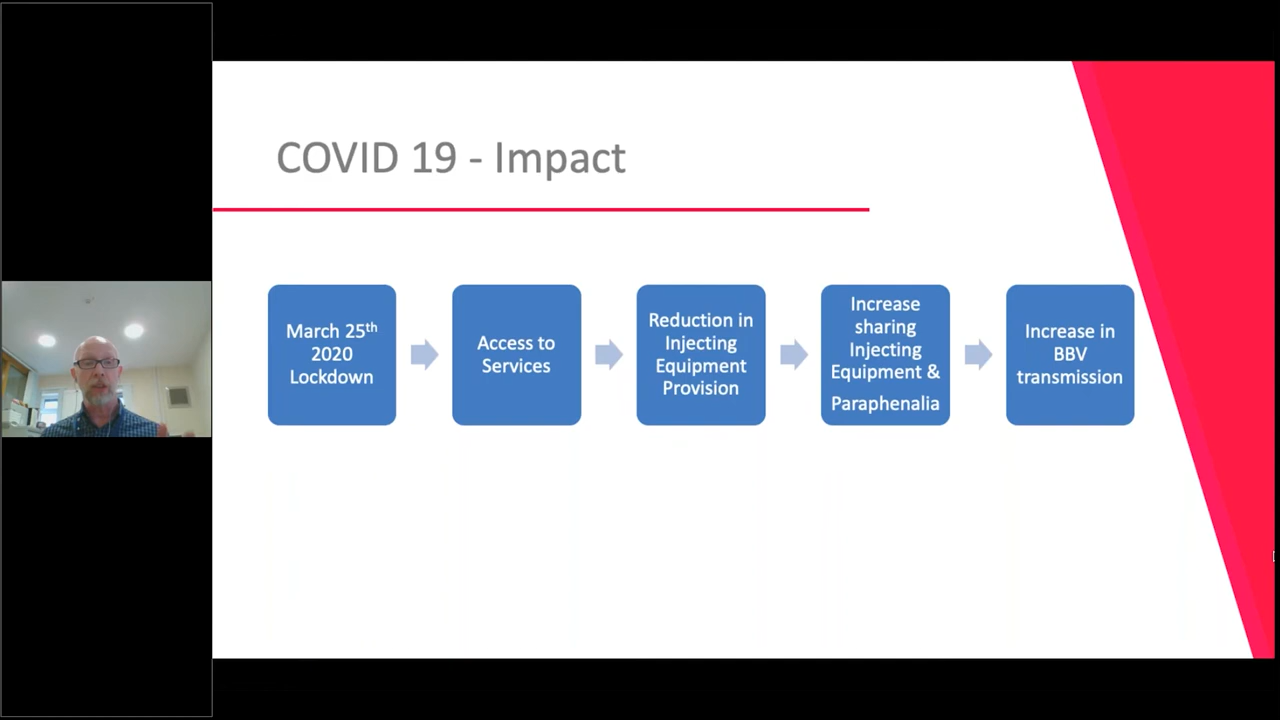 COVID 19 - Impact
March 25th
2020
Lockdown
Access to
Services
Reduction in
Injecting
Equipment
Provision
Increase
sharing
Injecting
Equipment &
Paraphenalia
Increase in
BBV
transmission